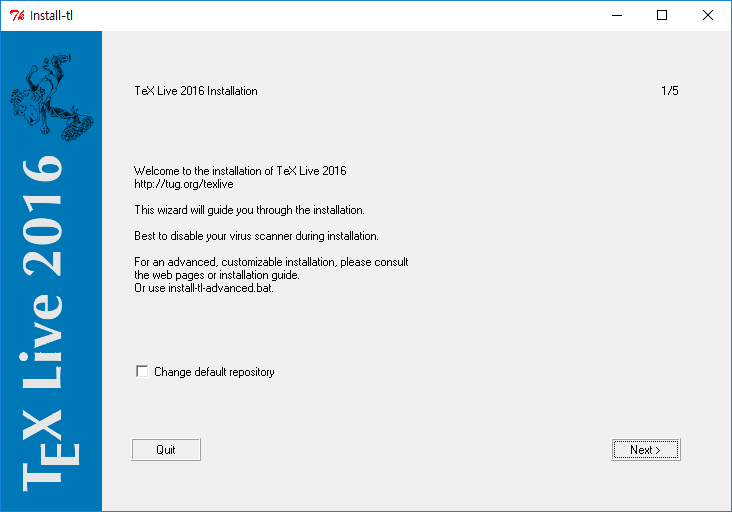 Install-tl
TeX Live 2016
TeX Live 2016 Installation
1/5
Welcome to the installation of TeX Live 2016
http://tug.org/texlive
This wizard will guide you through the installation.
Best to disable your virus scanner during installation.
For an advanced, customizable installation, please consult
the web pages or installation guide.
Or use install-tl-advanced.bat.
Change default repository
Quit
Next >